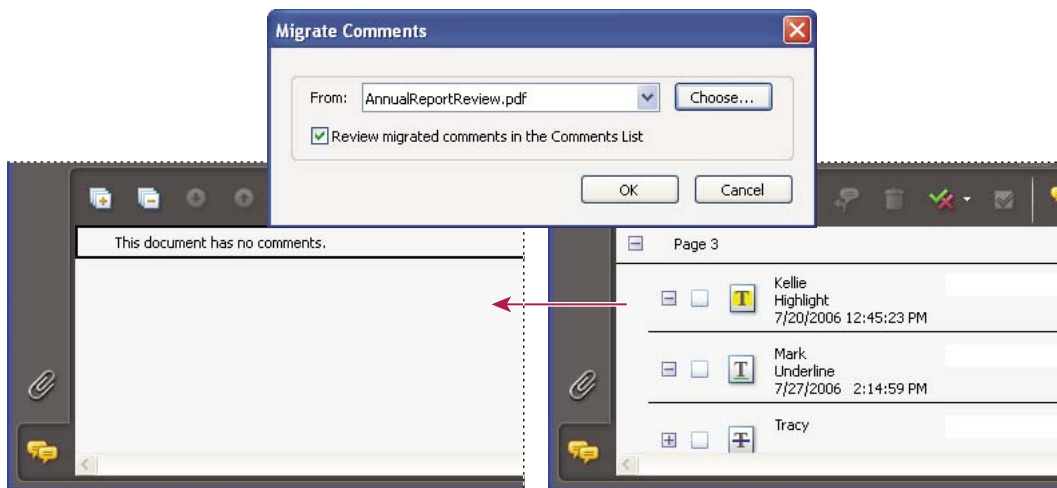 Migrate Comments
From: AnnualReportReview.pdf Choose...
Review migrated comments in the Comments List
OK Cancel
This document has no comments.
Page 3
Kellie
Highlight
7/20/2006 12:45:23 PM
Mark
Underline
7/27/2006 2:14:59 PM
Tracy